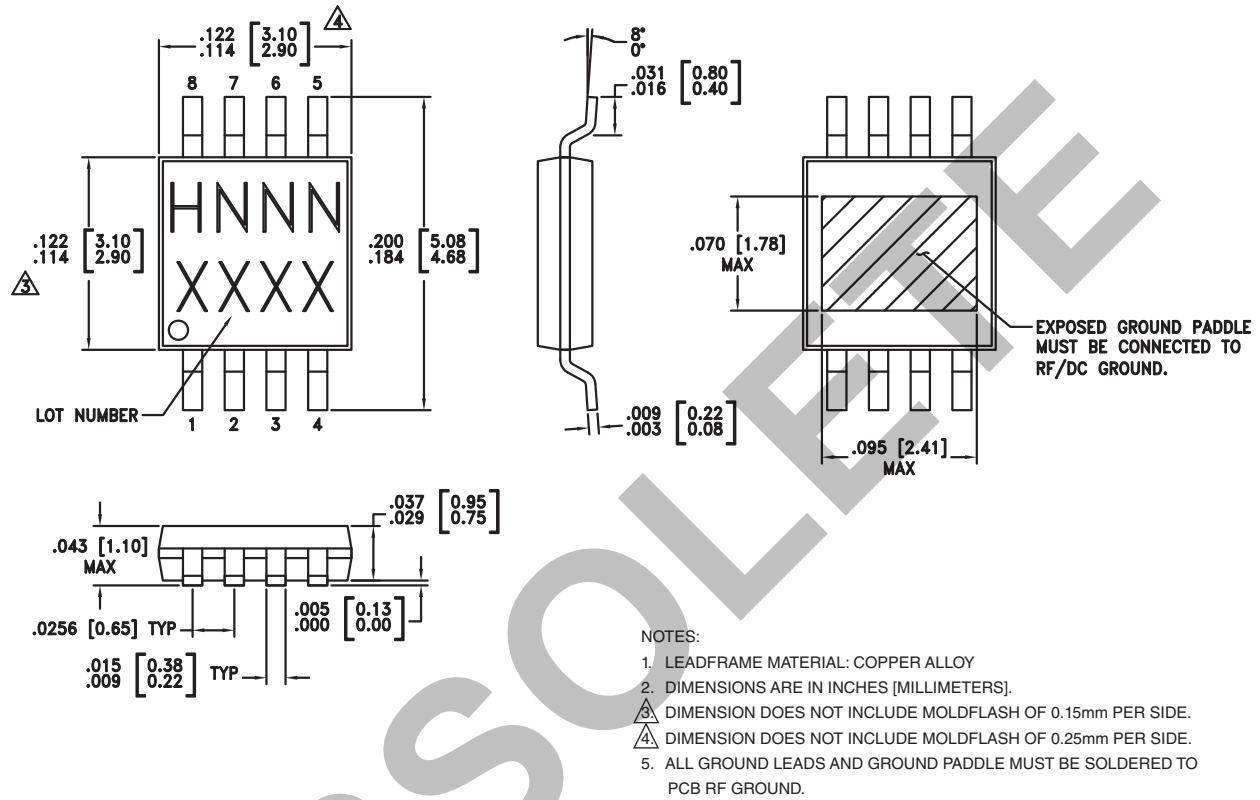 .122 [3.10]
.114 [2.90]
4
8 7 6 5
HNNN
XXXX
.122 [3.10]
.114 [2.90]
3
.200 [5.08]
.184 [4.68]
LOT NUMBER
1 2 3 4
8°
0°
.031 [0.80]
.016 [0.40]
.009 [0.22]
.003 [0.08]
.070 [1.78]
MAX
EXPOSED GROUND PADDLE
MUST BE CONNECTED TO
RF/DC GROUND.
.095 [2.41]
MAX
.037 [0.95]
.029 [0.75]
.043 [1.10]
MAX
.005 [0.13]
.000 [0.00]
.0256 [0.65] TYP
.015 [0.38]
.009 [0.22] TYP
NOTES:
1. LEADFRAME MATERIAL: COPPER ALLOY
2. DIMENSIONS ARE IN INCHES [MILLIMETERS].
3. DIMENSION DOES NOT INCLUDE MOLDFLASH OF 0.15mm PER SIDE.
4. DIMENSION DOES NOT INCLUDE MOLDFLASH OF 0.25mm PER SIDE.
5. ALL GROUND LEADS AND GROUND PADDLE MUST BE SOLDERED TO
PCB RF GROUND.
SOLETE